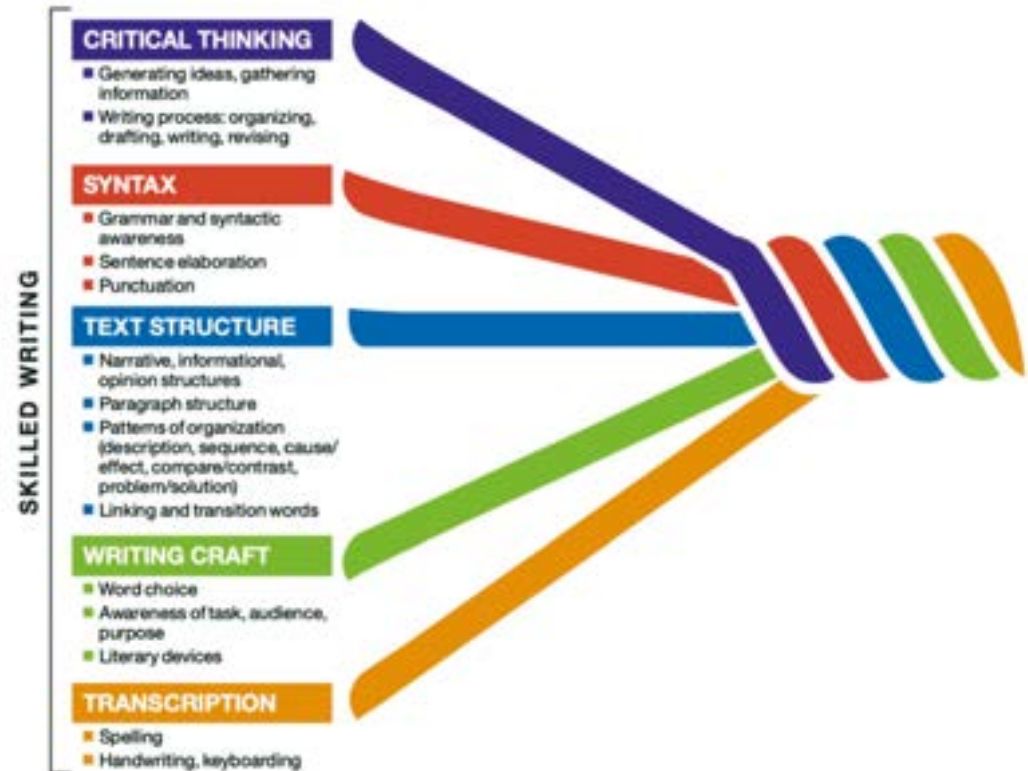 SKILLED WRITING
CRITICAL THINKING
Generating ideas, gathering
information
Writing process: organizing,
drafting, writing, revising
SYNTAX
Grammar and syntactic
awareness
Sentence elaboration
Punctuation
TEXT STRUCTURE
Narrative, informational,
opinion structures
Paragraph structure
Patterns of organization
(description, sequence, cause/
effect, compare/contrast,
problem/solution)
Linking and transition words
WRITING CRAFT
Word choice
Awareness of task, audience,
purpose
Literary devices
TRANSCRIPTION
Spelling
Handwriting, keyboarding